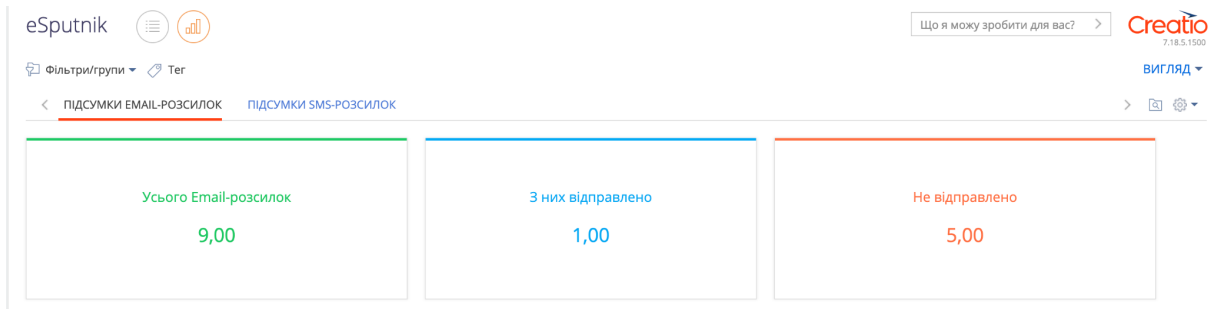 eSputnik
Що я можу зробити для вас?
Creatio
7.18.5.1500
Фільтри/групи Тег
ВИГЛЯД
ПІДСУМКИ EMAIL-РОЗСИЛОК ПІДСУМКИ SMS-РОЗСИЛОК
Усього Email-розсилок
9,00
З них відправлено
1,00
Не відправлено
5,00